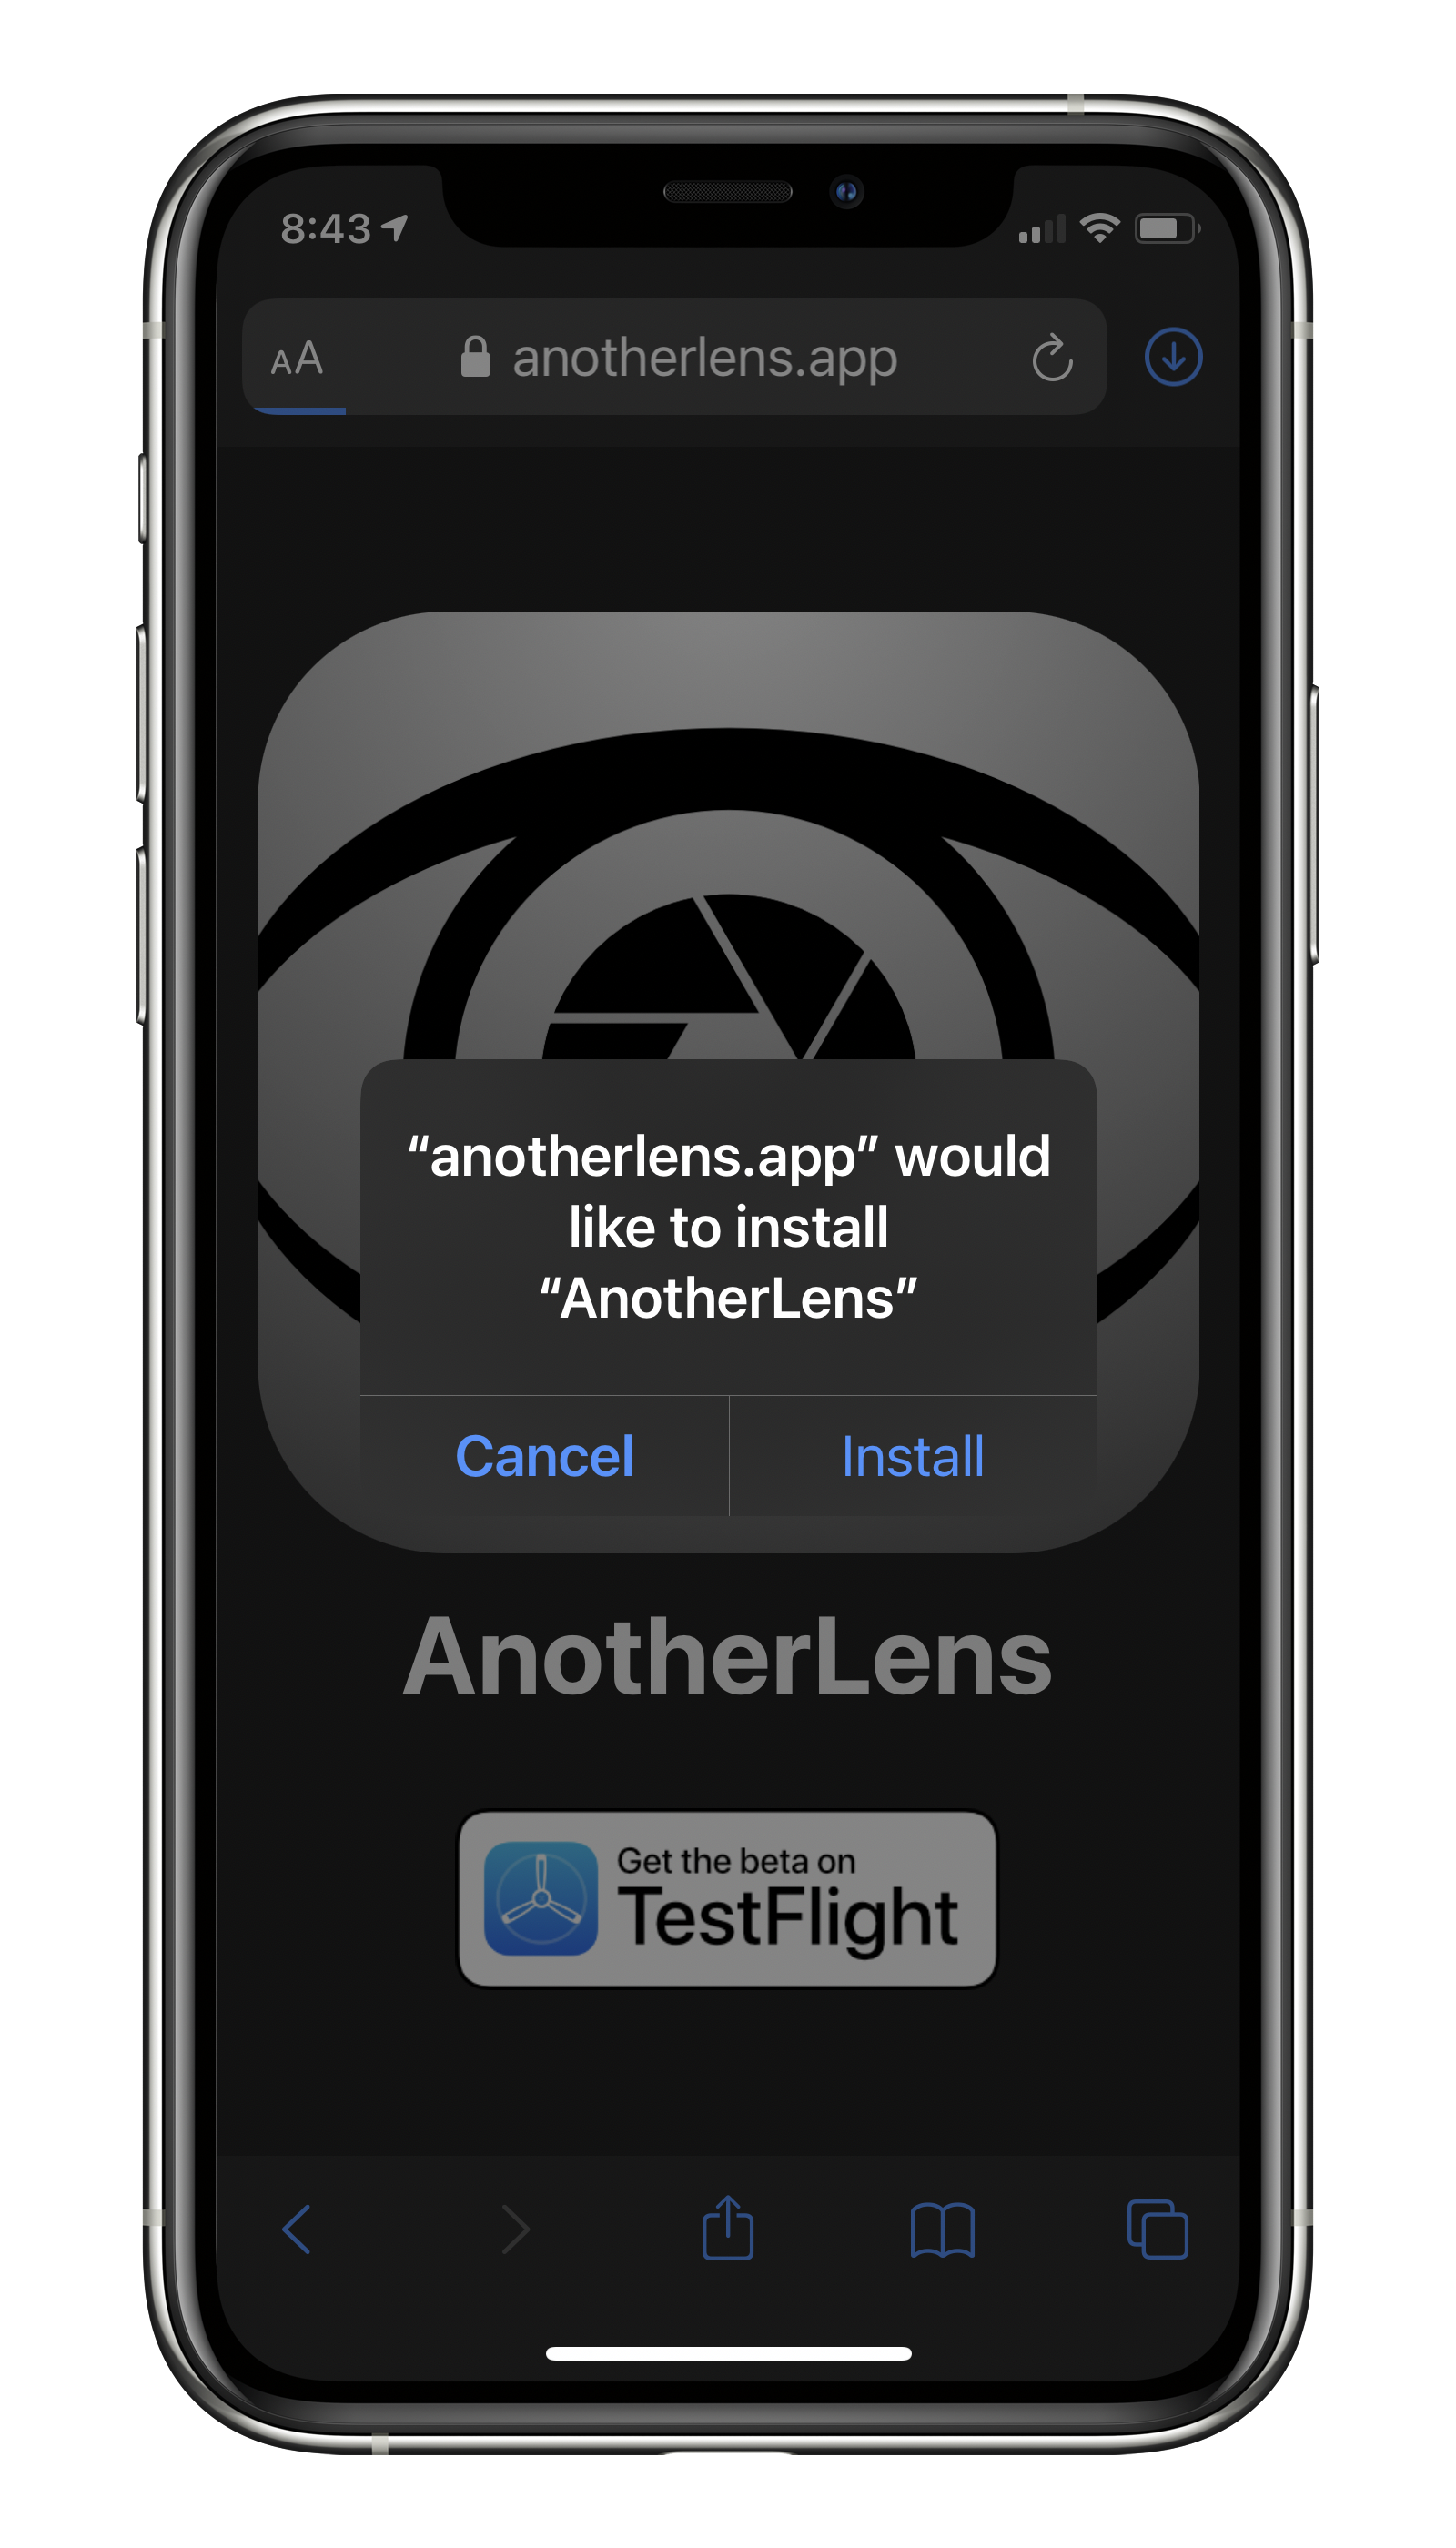 8:43
AA anotherlens.app
“anotherlens.app” would
like to install
“AnotherLens”
Cancel Install
AnotherLens
Get the beta on
TestFlight